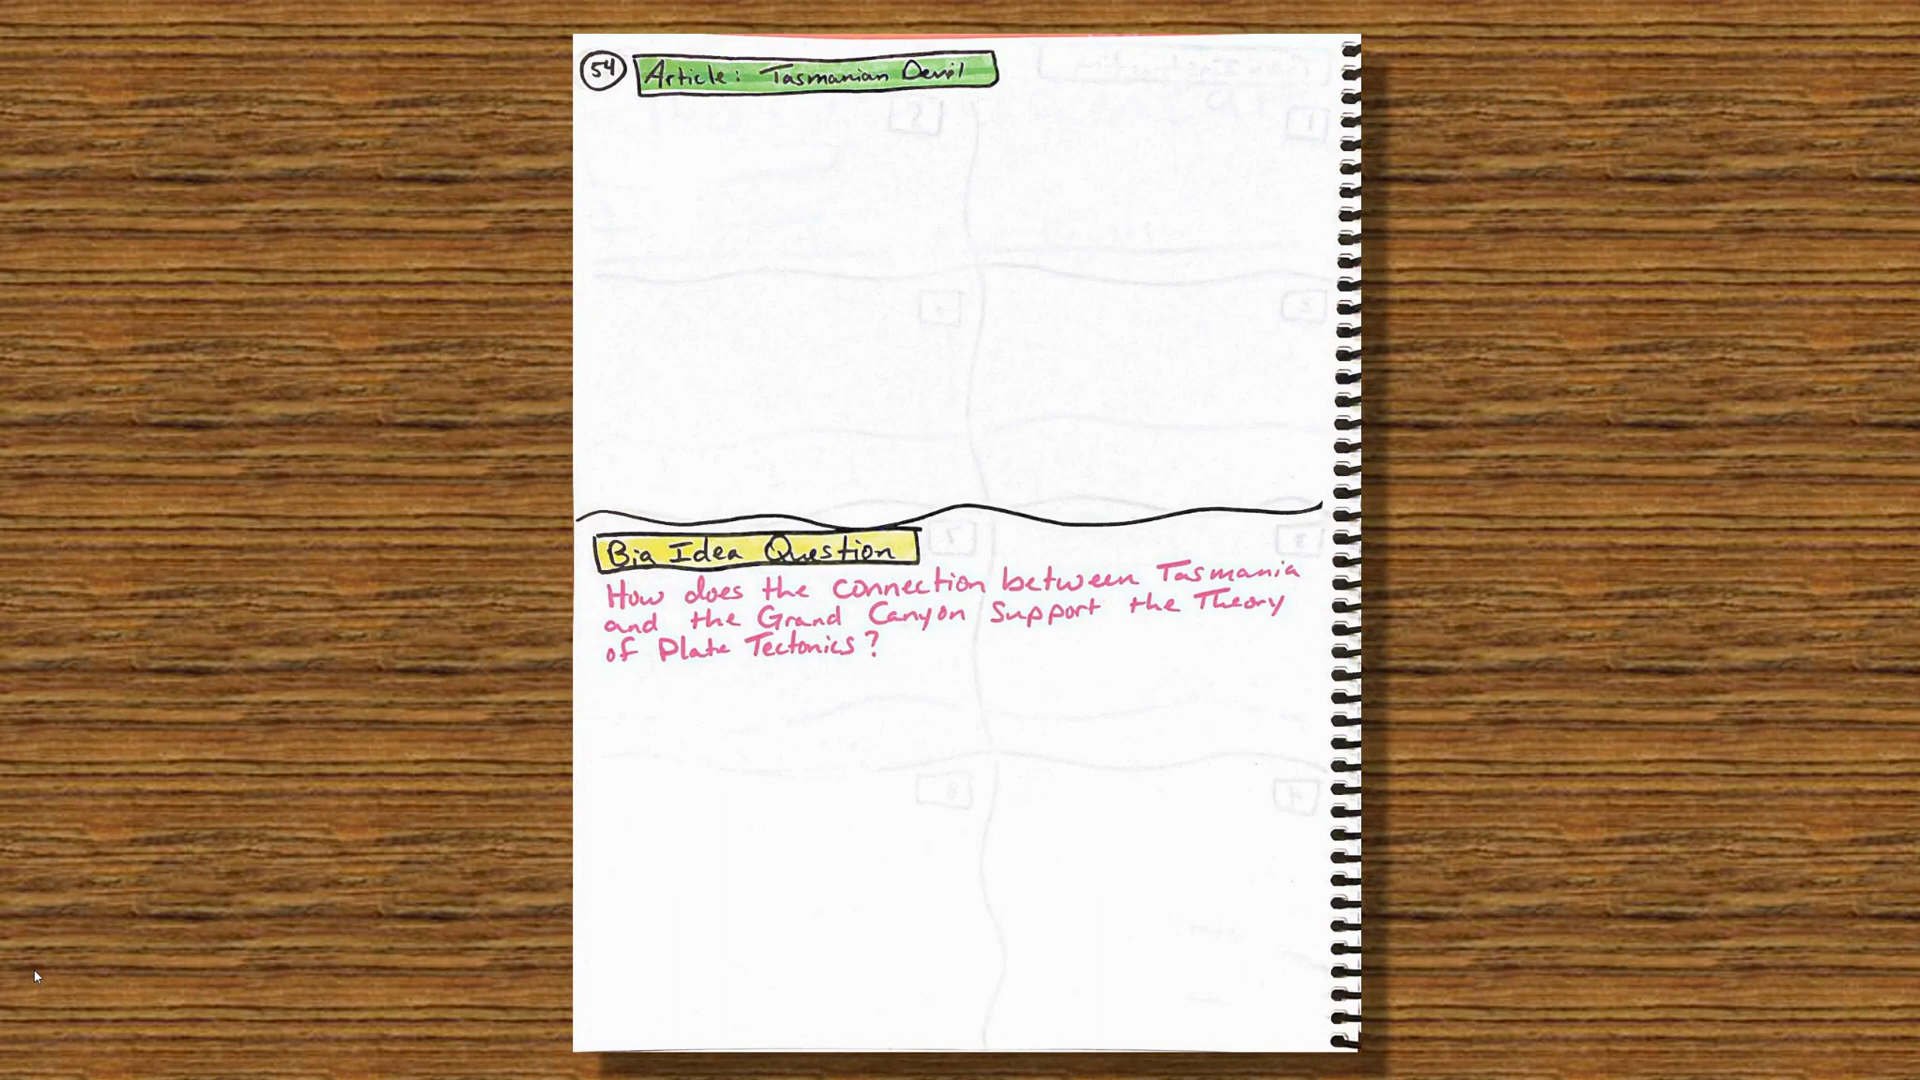 54 Article: Tasmanian Devil
Big Idea Question
How does the connection between Tasmania
and the Grand Canyon Support the Theory
of Plate Tectonics?